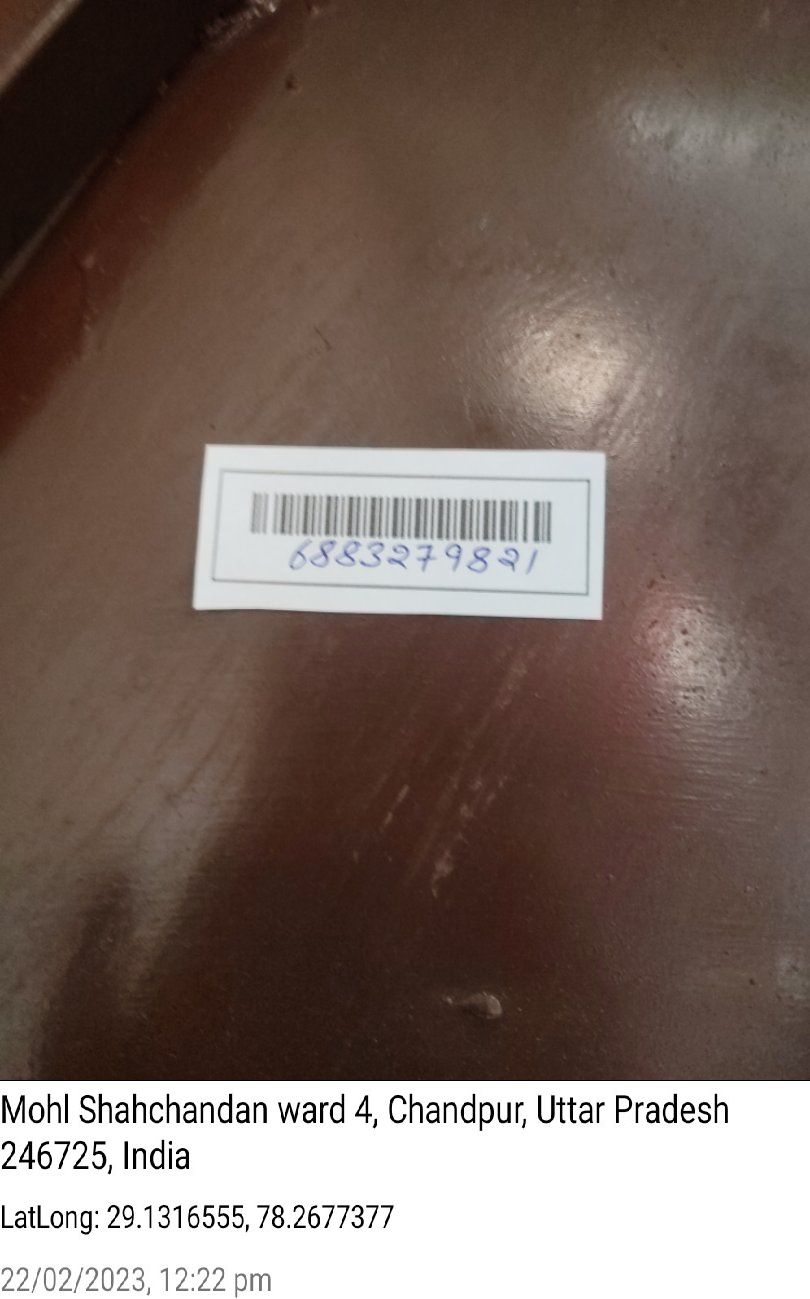 6883279821
Mohl Shahchandan ward 4, Chandpur, Uttar Pradesh
246725, India
LatLong: 29.1316555, 78.2677377
22/02/2023, 12:22 pm